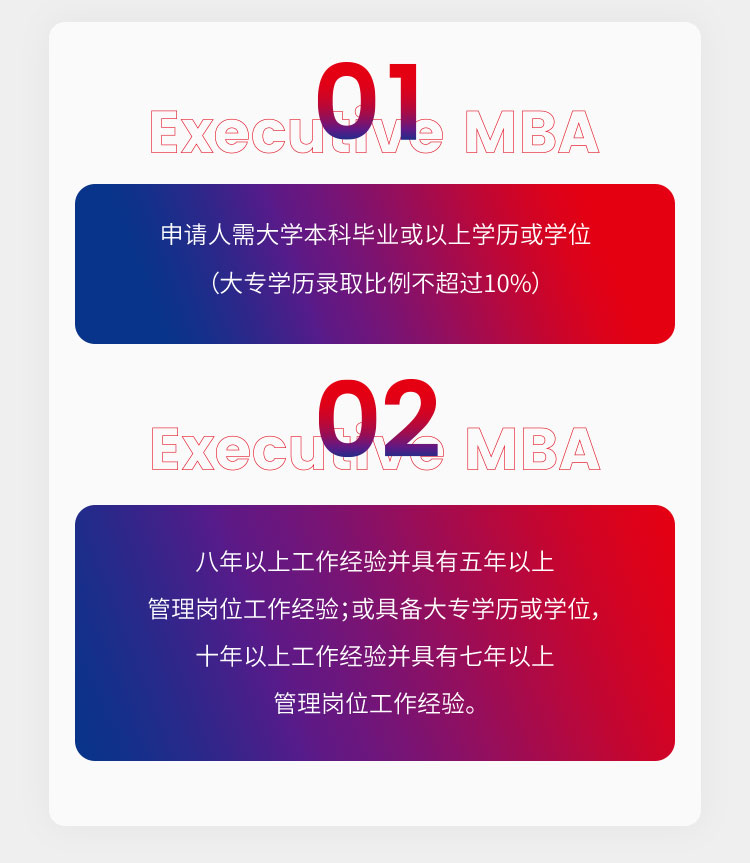 01
Executive MBA
申请人需大学本科毕业或以上学历或学位
（大专学历录取比例不超过10%）
02
Executive MBA
八年以上工作经验并具有五年以上
管理岗位工作经验；或具备大专学历或学位，
十年以上工作经验并具有七年以上
管理岗位工作经验。